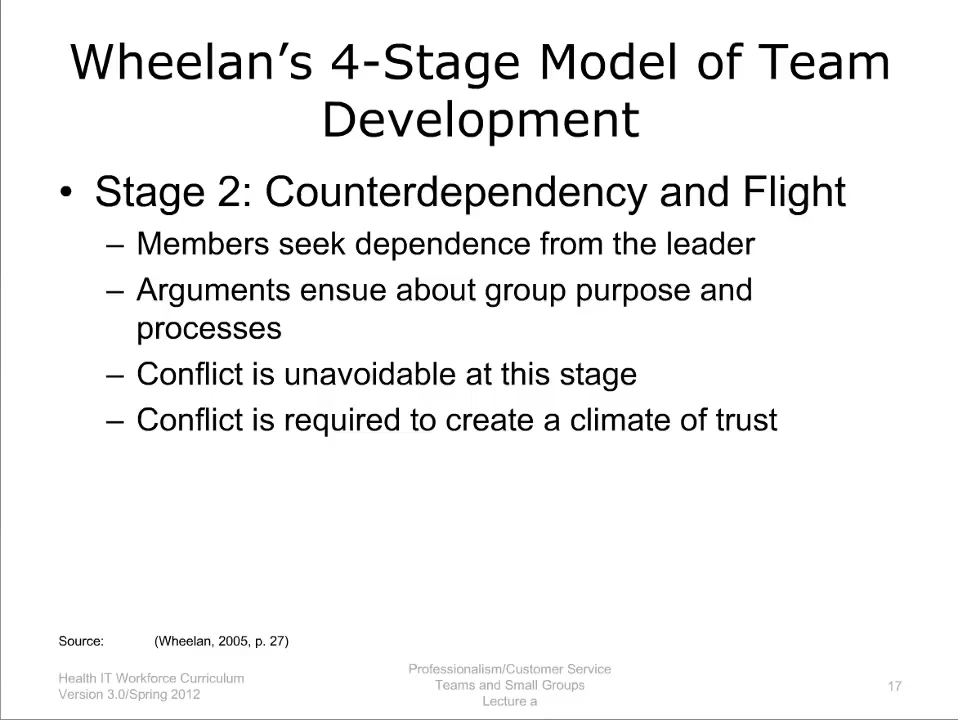 Wheelan’s 4-Stage Model of Team
Development
• Stage 2: Counterdependency and Flight
– Members seek dependence from the leader
– Arguments ensue about group purpose and
processes
– Conflict is unavoidable at this stage
– Conflict is required to create a climate of trust
Source: (Wheelan, 2005, p. 27)
Health IT Workforce Curriculum
Version 3.0/Spring 2012
Professionalism/Customer Service
Teams and Small Groups
Lecture a
17